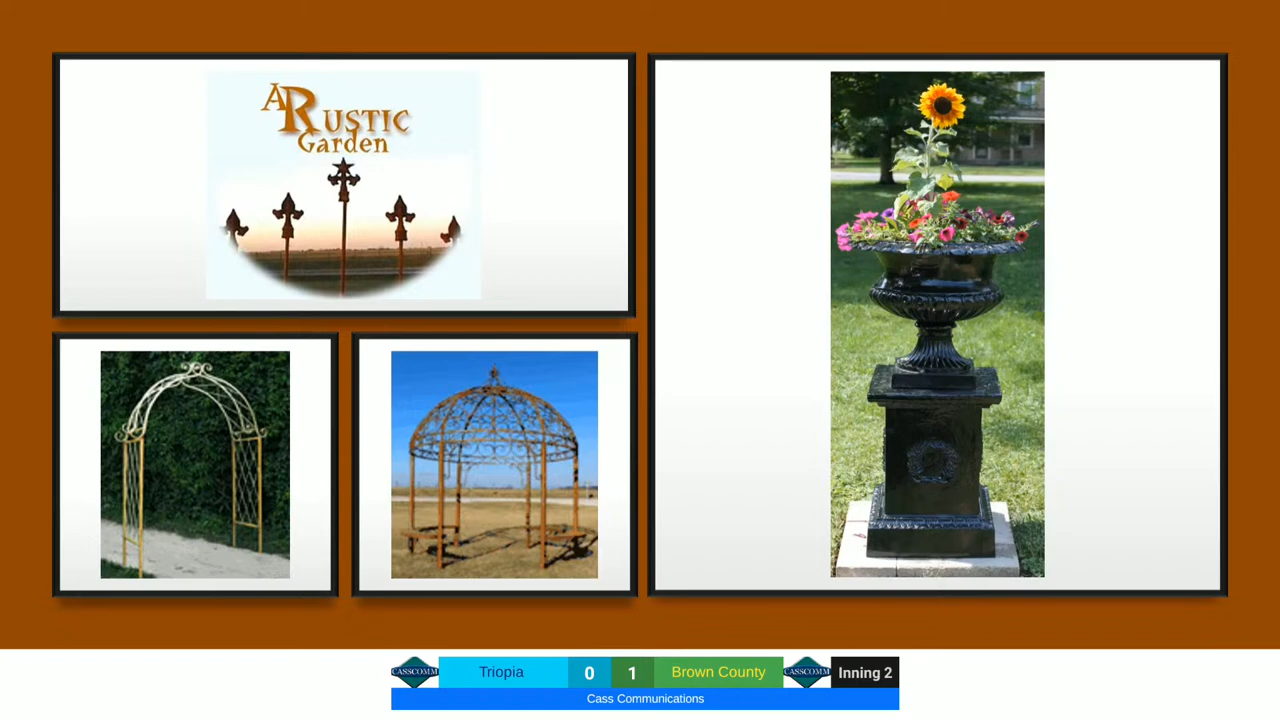 A RUSTIC
Garden
CASSCOMM Triopia 0 1 Brown County CASSCOMM Inning 2
Cass Communications